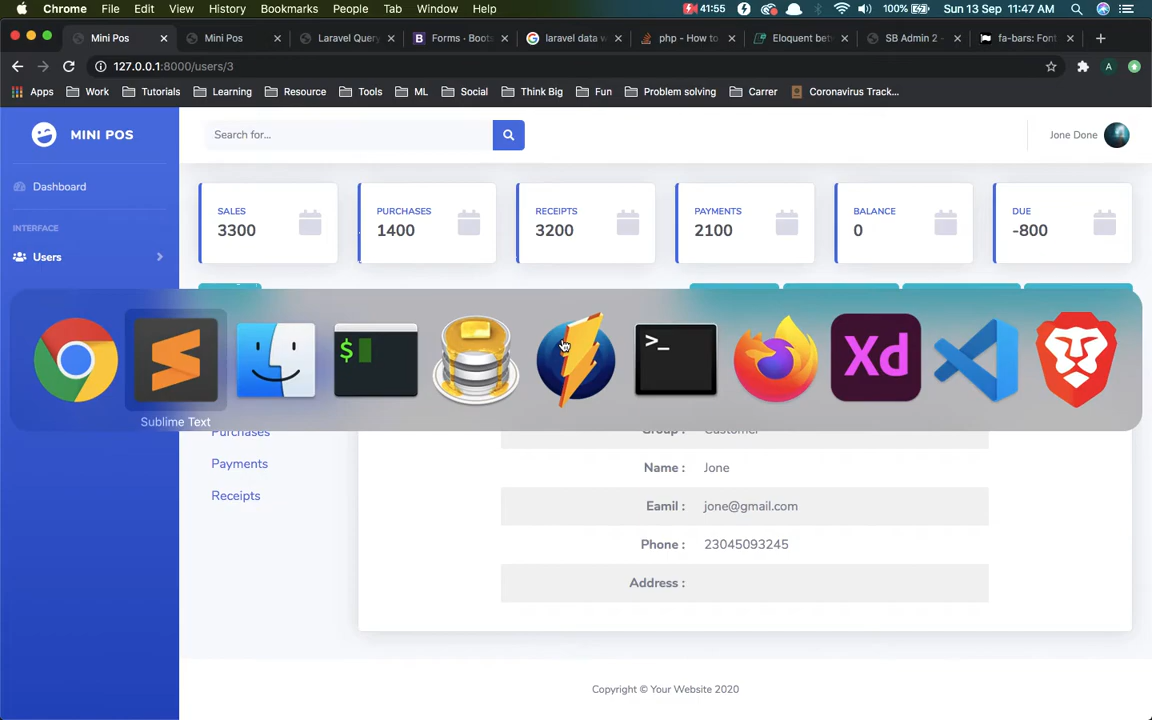 Chrome File Edit View History Bookmarks People Tab Window Help 41:55 100% Sun 13 Sep 11:47 AM
Mini Pos Mini Pos Laravel Query Forms · Boots laravel data w php - How to Eloquent bet SB Admin 2 - fa-bars: Font
127.0.0.1:8000/users/3 A
Apps Work Tutorials Learning Resource Tools ML Social Think Big Fun Problem solving Carrer Coronavirus Track...
MINI POS
Search for...
Jone Done
Dashboard
INTERFACE
Users
SALES
3300
PURCHASES
1400
RECEIPTS
3200
PAYMENTS
2100
BALANCE
0
DUE
-800
$
>_
Xd
Sublime Text
Purchases
Payments
Receipts
Group : Customer
Name : Jone
Eamil : jone@gmail.com
Phone : 23045093245
Address :
Copyright © Your Website 2020